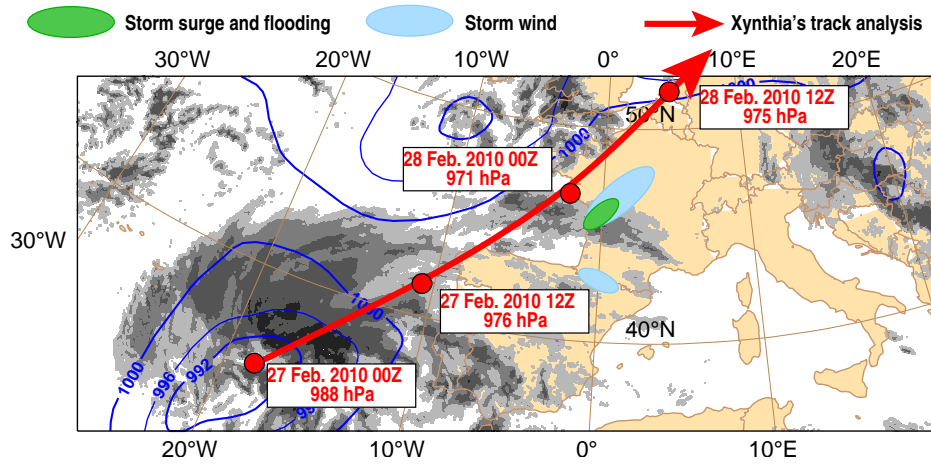 Storm surge and flooding
Storm wind
Xynthia's track analysis
30°W
20°W
10°W
0°
10°E
20°E
1000
50°N
28 Feb. 2010 12Z
975 hPa
1000
28 Feb. 2010 00Z
971 hPa
1000
30°W
27 Feb. 2010 12Z
976 hPa
1000
40°N
1000
996
992
27 Feb. 2010 00Z
988 hPa
20°W
10°W
0°
10°E